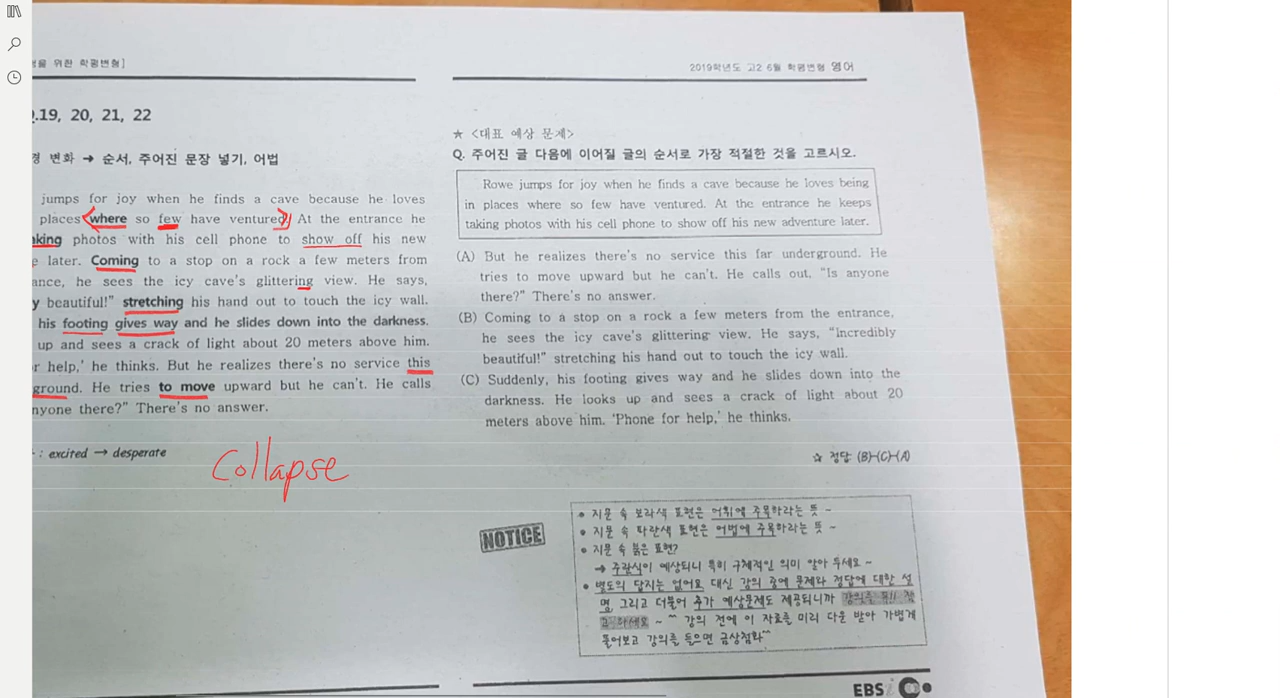 을 위한 학평변형]
.19, 20, 21, 22
변화 → 순서, 주어진 문장 넣기, 어법
jumps for joy when he finds a cave because he loves
places where so few have ventured. At the entrance he
aking photos with his cell phone to show off his new
e later. Coming to a stop on a rock a few meters from
ance, he sees the icy cave's glittering view. He says,
y beautiful!" stretching his hand out to touch the icy wall.
his footing gives way and he slides down into the darkness.
up and sees a crack of light about 20 meters above him.
r help,' he thinks. But he realizes there's no service this
ground. He tries to move upward but he can't. He calls
nyone there?" There's no answer.
: excited → desperate
Collapse
2019학년도 고2 6월 학평변형 영어
★ <대표 예상 문제>
Q. 주어진 글 다음에 이어질 글의 순서로 가장 적절한 것을 고르시오.
Rowe jumps for joy when he finds a cave because he loves being
in places where so few have ventured. At the entrance he keeps
taking photos with his cell phone to show off his new adventure later.
(A) But he realizes there's no service this far underground. He
tries to move upward but he can't. He calls out, "Is anyone
there?" There's no answer.
(B) Coming to a stop on a rock a few meters from the entrance,
he sees the icy cave's glittering view. He says, "Incredibly
beautiful!" stretching his hand out to touch the icy wall.
(C) Suddenly, his footing gives way and he slides down into the
darkness. He looks up and sees a crack of light about 20
meters above him. 'Phone for help,' he thinks.
☆ 정답 (B)-(C)-(A)
NOTICE
• 지문 속 보라색 표현은 어휘에 주목하라는 뜻 ~
• 지문 속 파란색 표현은 어법에 주목하라는 뜻 ~
• 지문 속 붉은 표현?
→ 주관식이 예상되니 특히 구체적인 의미 알아 두세요 ~
• 별도의 답지는 없어요 대신 강의 중에 문제와 정답에 대한 설
명 그리고 더불어 추가 예상문제도 제공되니까 강의를 꼭!! 참
고 하세요 ~ ^^ 강의 전에 이 자료를 미리 다운 받아 가볍게
풀어보고 강의를 들으면 금상첨화^^
EBSi